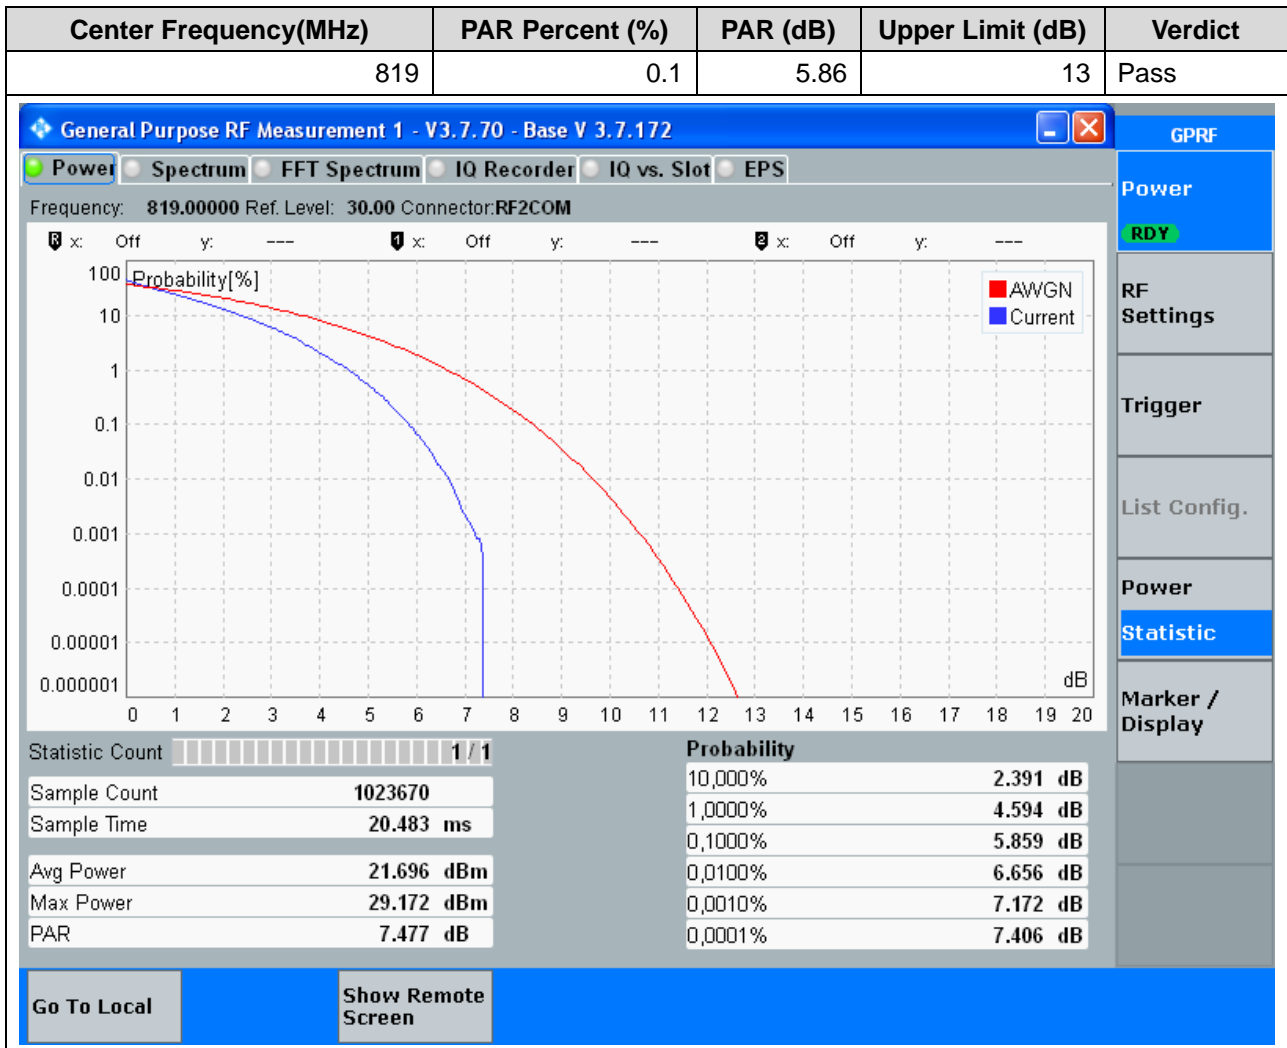 Center Frequency(MHz) PAR Percent (%) PAR (dB) Upper Limit (dB) Verdict
819 0.1 5.86 13 Pass
General Purpose RF Measurement 1 - V3.7.70 - Base V 3.7.172
GPRF
Power Spectrum FFT Spectrum IQ Recorder IQ vs. Slot EPS
Frequency: 819.00000 Ref. Level: 30.00 Connector:RF2COM
R x: Off y: --- 1 x: Off y: --- 2 x: Off y: ---
Probability[%]
AWGN
Current
100
10
1
0.1
0.01
0.001
0.0001
0.00001
0.000001
dB
0 1 2 3 4 5 6 7 8 9 10 11 12 13 14 15 16 17 18 19 20
Statistic Count 1 / 1
Sample Count 1023670
Sample Time 20.483 ms
Avg Power 21.696 dBm
Max Power 29.172 dBm
PAR 7.477 dB
Probability
10,000% 2.391 dB
1,0000% 4.594 dB
0,1000% 5.859 dB
0,0100% 6.656 dB
0,0010% 7.172 dB
0,0001% 7.406 dB
Power
RDY
RF
Settings
Trigger
List Config.
Power
Statistic
Marker /
Display
Go To Local
Show Remote
Screen